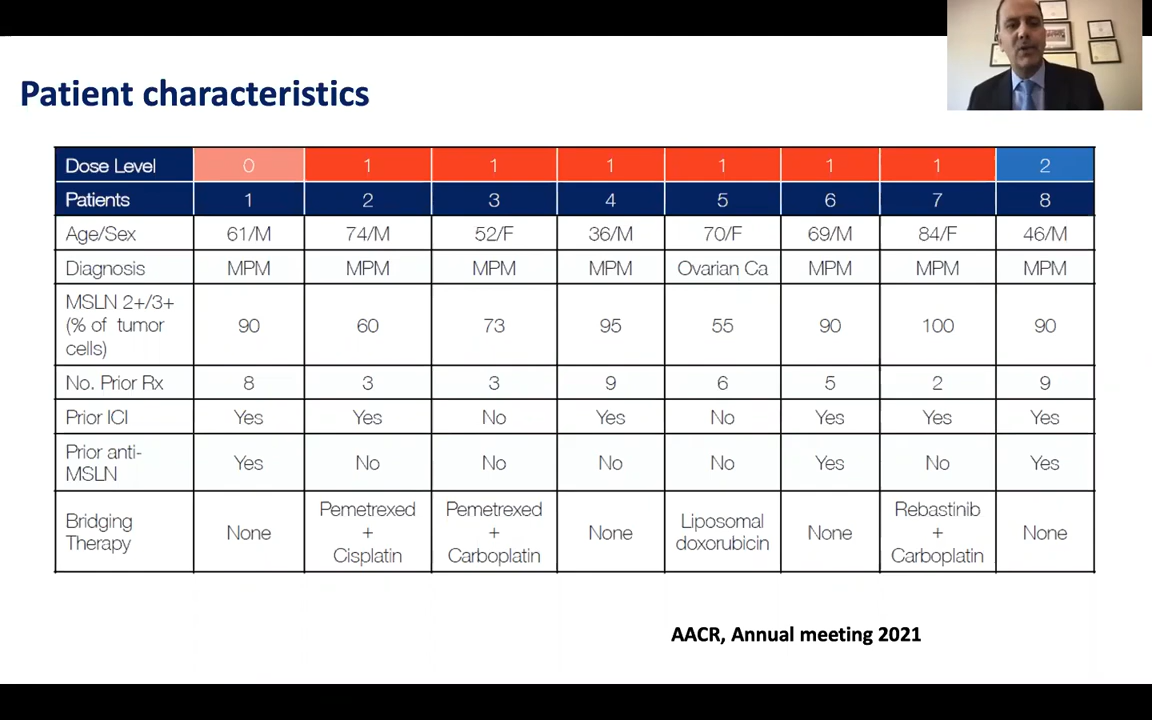 Patient characteristics
Dose Level 0 1 1 1 1 1 1 2
Patients 1 2 3 4 5 6 7 8
Age/Sex 61/M 74/M 52/F 36/M 70/F 69/M 84/F 46/M
Diagnosis MPM MPM MPM MPM Ovarian Ca MPM MPM MPM
MSLN 2+/3+
(% of tumor 90 60 73 95 55 90 100 90
cells)
No. Prior Rx 8 3 3 9 6 5 2 9
Prior ICI Yes Yes No Yes No Yes Yes Yes
Prior anti-
MSLN Yes No No No No Yes No Yes
Bridging
Therapy
None
Pemetrexed
+
Cisplatin
Pemetrexed
+
Carboplatin
None
Liposomal
doxorubicin
None
Rebastinib
+
Carboplatin
None
AACR, Annual meeting 2021